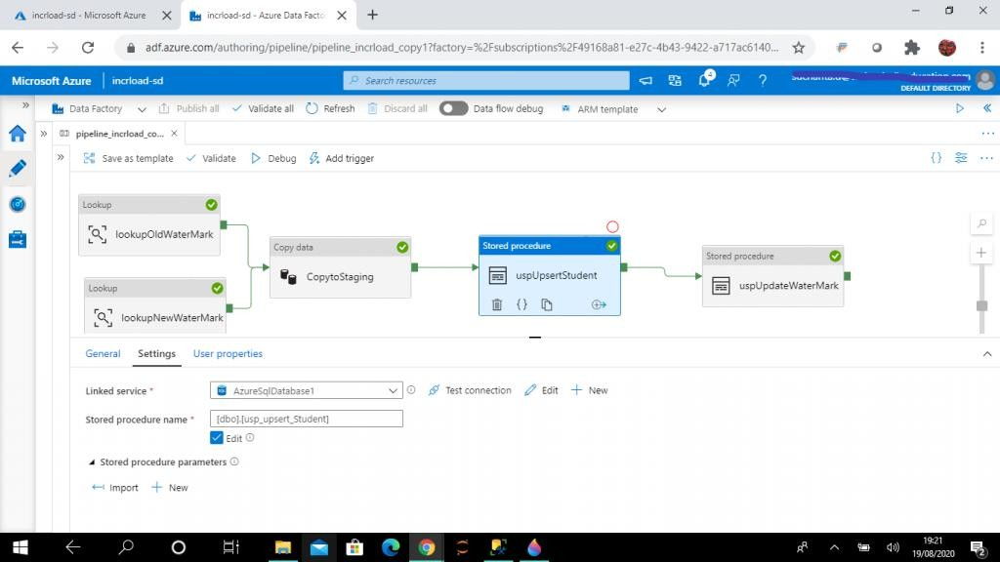 incrload-sd - Microsoft Azure
incrload-sd - Azure Data Facto
adf.azure.com/authoring/pipeline/pipeline_incrload_copy1?factory=%2Fsubscriptions%2F49168a81-e27c-4b43-9422-a717ac6140...
Microsoft Azure incrload-sd Search resources 4
DEFAULT DIRECTORY
Data Factory Publish all Validate all Refresh Discard all Data flow debug ARM template
pipeline_incrload_co...
Save as template Validate Debug Add trigger
Lookup
lookupOldWaterMark
Lookup
lookupNewWaterMark
Copy data
CopytoStaging
Stored procedure
uspUpsertStudent
Stored procedure
uspUpdateWaterMark
General Settings User properties
Linked service * AzureSqlDatabase1 Test connection Edit New
Stored procedure name * [dbo].[usp_upsert_Student]
Edit
Stored procedure parameters
Import New
19:21
19/08/2020
2